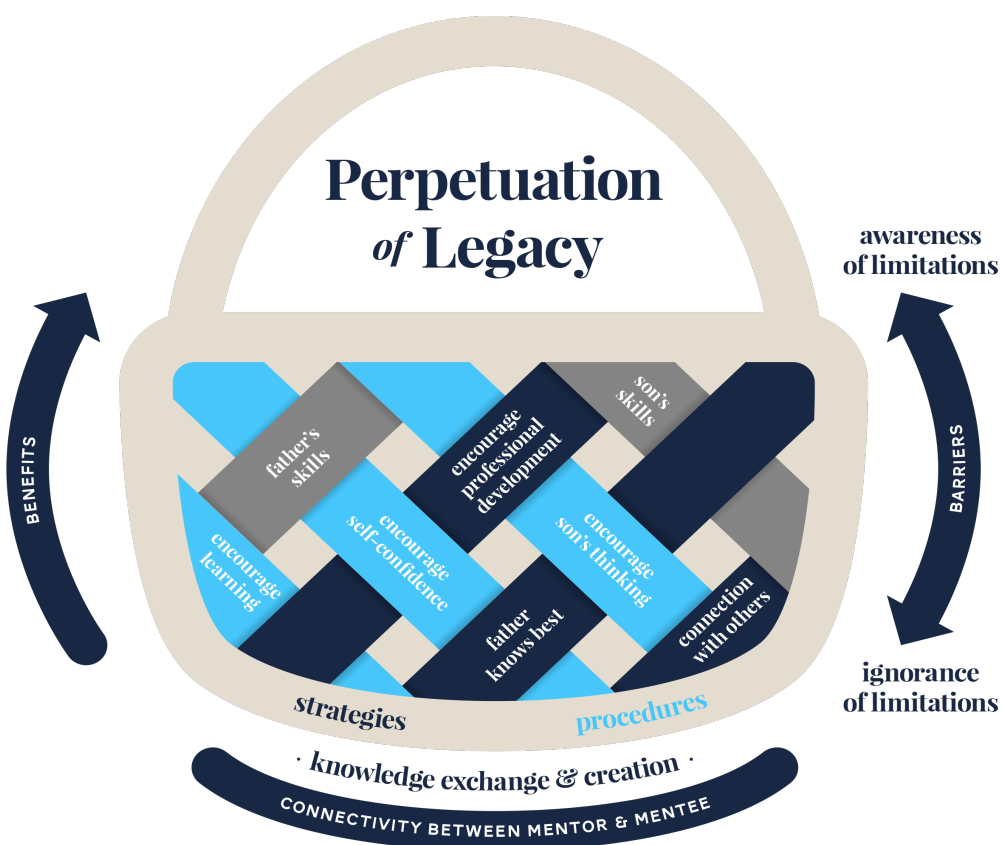 Perpetuation
of Legacy
awareness
of limitations
BENEFITS
BARRIERS
father's
skills
encourage
professional
development
son's
skills
encourage
learning
encourage
self-confidence
encourage
son's thinking
father
knows best
connection
with others
ignorance
of limitations
strategies
procedures
· knowledge exchange & creation ·
CONNECTIVITY BETWEEN MENTOR & MENTEE